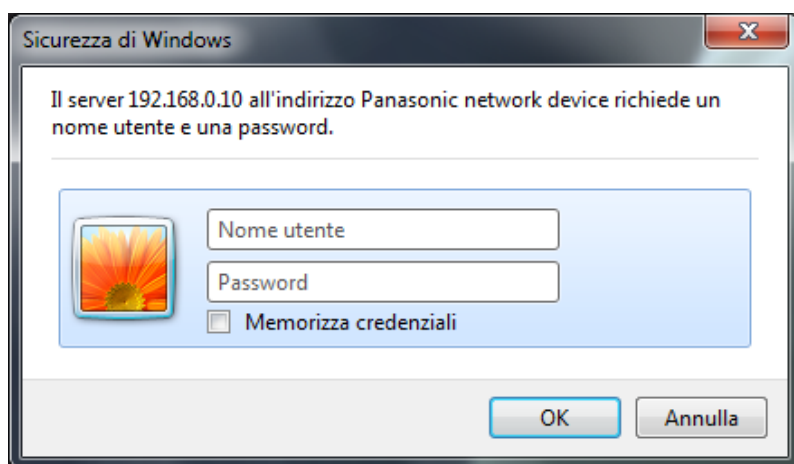 Sicurezza di Windows
Il server 192.168.0.10 all'indirizzo Panasonic network device richiede un
nome utente e una password.
Nome utente
Password
Memorizza credenziali
OK
Annulla